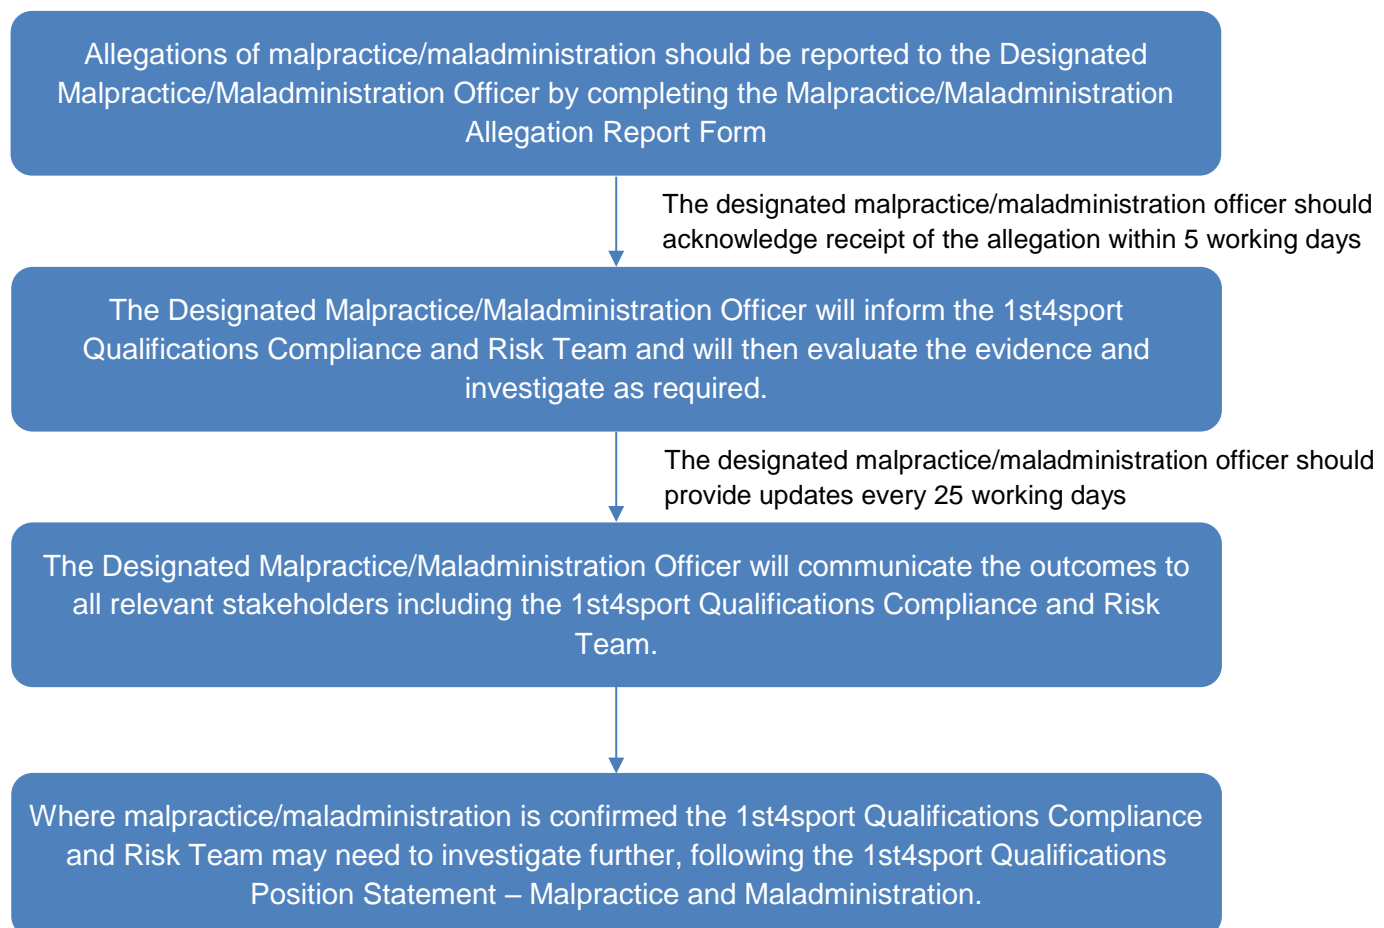 Allegations of malpractice/maladministration should be reported to the Designated
Malpractice/Maladministration Officer by completing the Malpractice/Maladministration
Allegation Report Form
The designated malpractice/maladministration officer should
acknowledge receipt of the allegation within 5 working days
The Designated Malpractice/Maladministration Officer will inform the 1st4sport
Qualifications Compliance and Risk Team and will then evaluate the evidence and
investigate as required.
The designated malpractice/maladministration officer should
provide updates every 25 working days
The Designated Malpractice/Maladministration Officer will communicate the outcomes to
all relevant stakeholders including the 1st4sport Qualifications Compliance and Risk
Team.
Where malpractice/maladministration is confirmed the 1st4sport Qualifications Compliance
and Risk Team may need to investigate further, following the 1st4sport Qualifications
Position Statement – Malpractice and Maladministration.